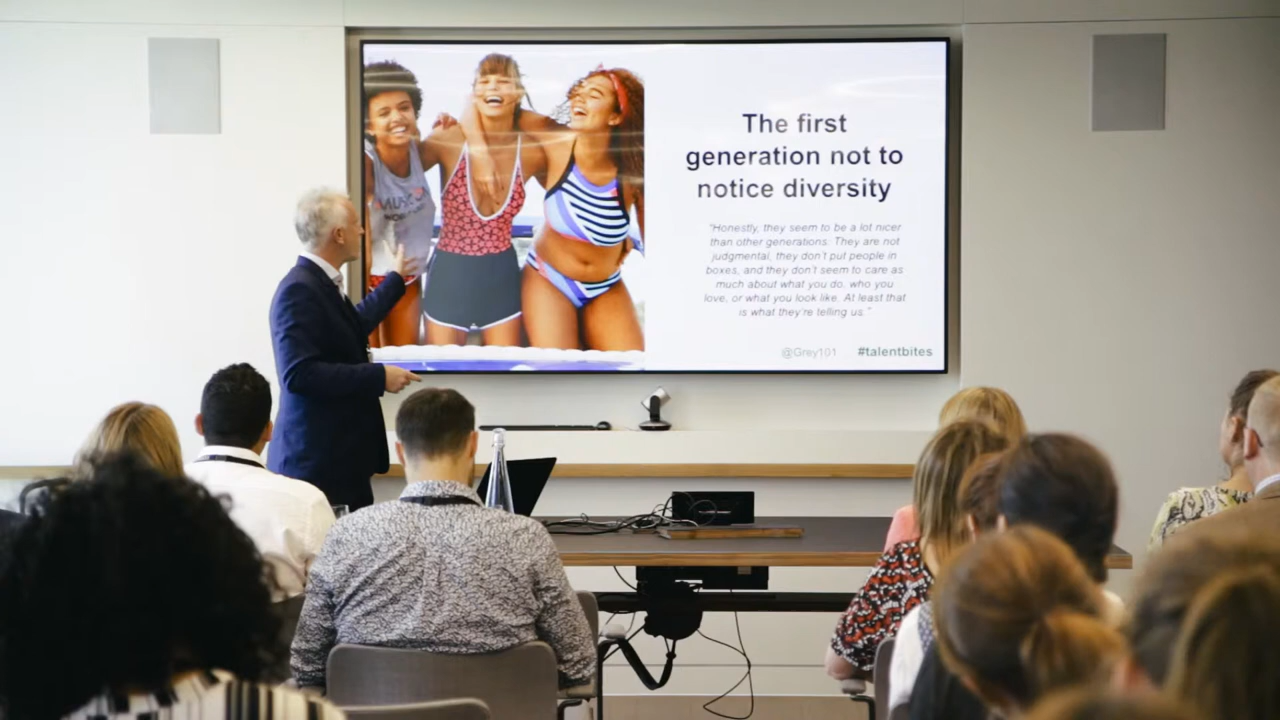 The first
generation not to
notice diversity
"Honestly, they seem to be a lot nicer
than other generations. They are not
judgmental, they don't put people in
boxes, and they don't seem to care as
much about what you do, who you
love, or what you look like. At least that
is what they're telling us."
@Grey101 #talentbites